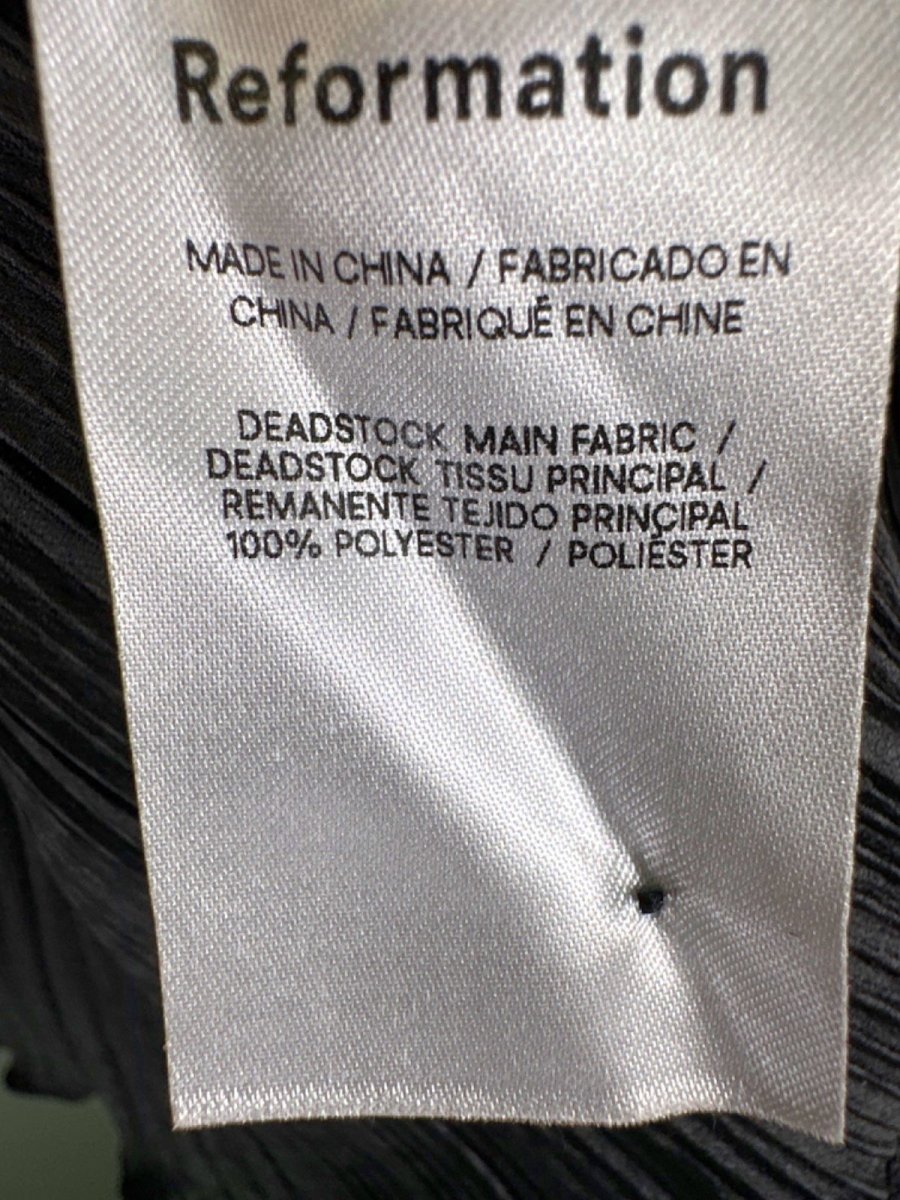 Reformation
MADE IN CHINA / FABRICADO EN
CHINA / FABRIQUÉ EN CHINE
DEADSTOCK MAIN FABRIC /
DEADSTOCK TISSU PRINCIPAL /
REMANENTE TEJIDO PRINCIPAL
100% POLYESTER / POLIÉSTER